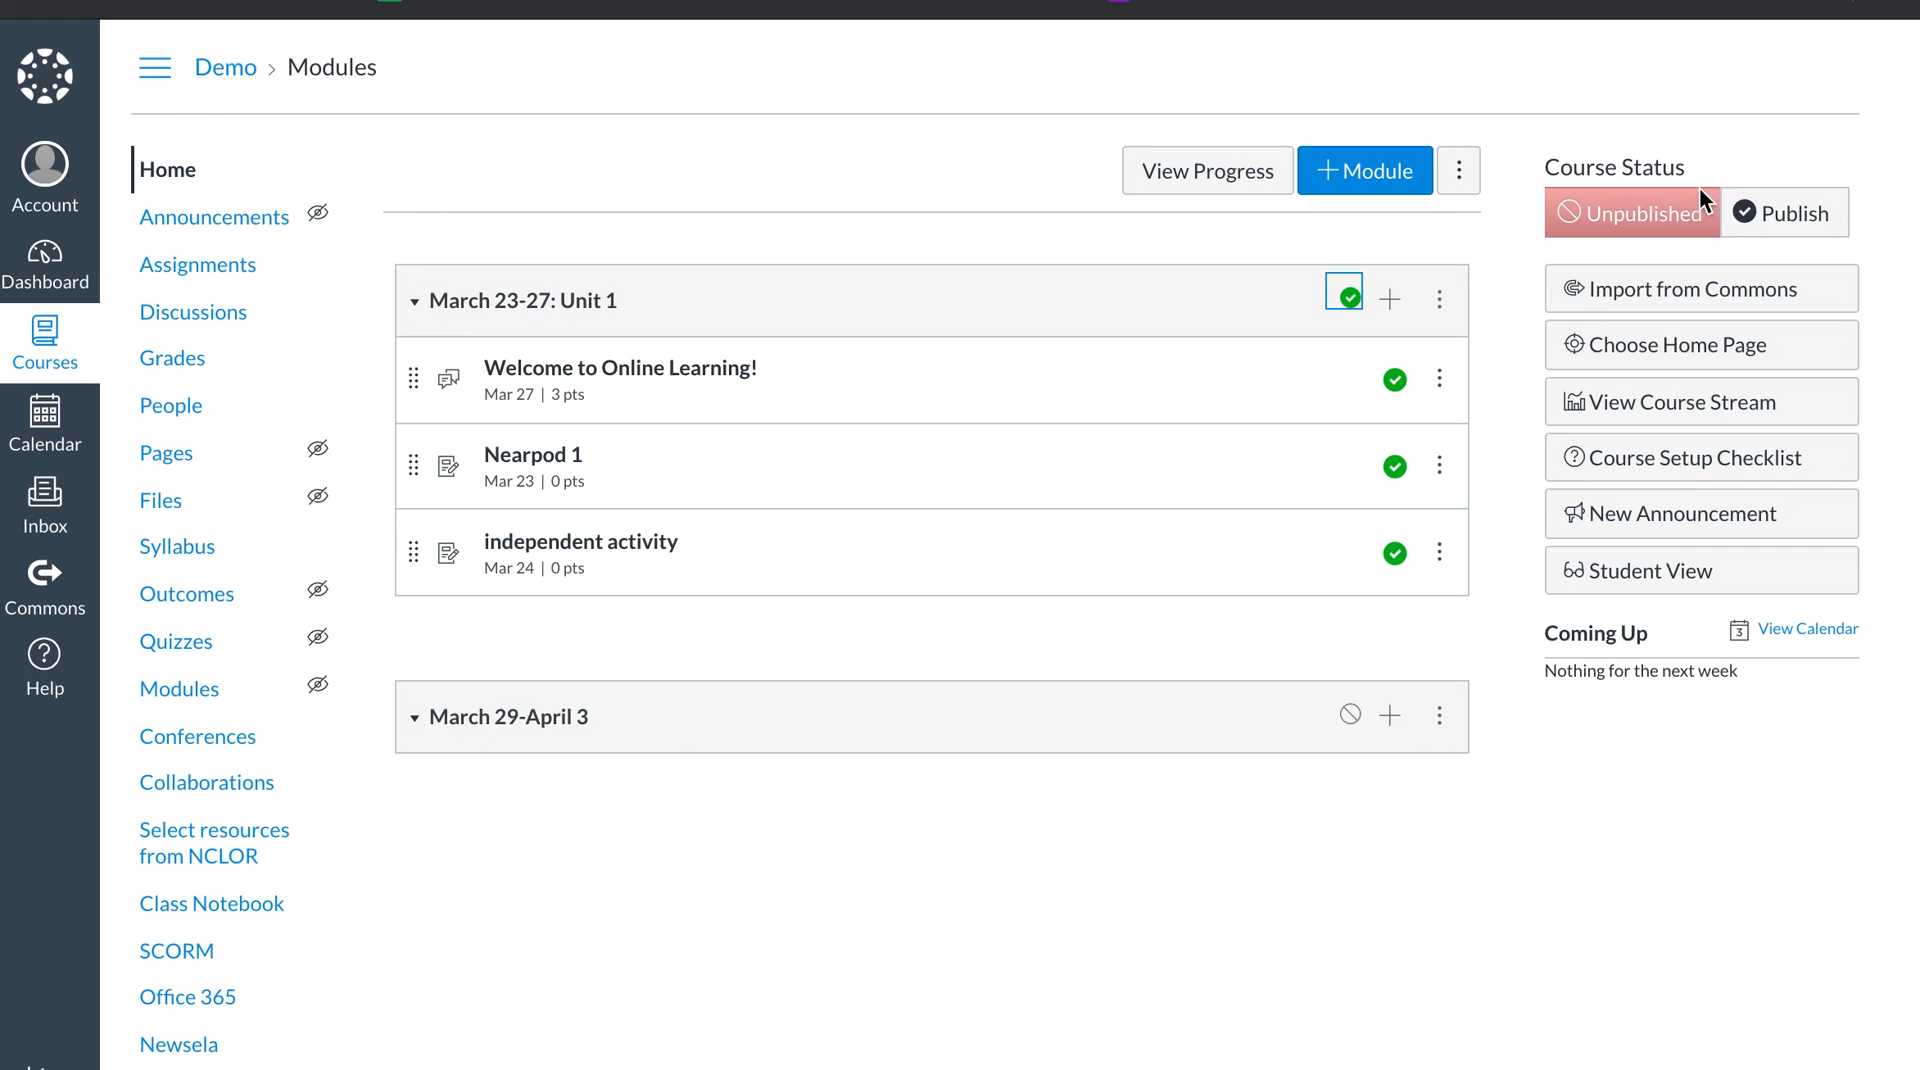 Demo > Modules
Account
Dashboard
Courses
Calendar
Inbox
Commons
Help
Home
Announcements
Assignments
Discussions
Grades
People
Pages
Files
Syllabus
Outcomes
Quizzes
Modules
Conferences
Collaborations
Select resources
from NCLOR
Class Notebook
SCORM
Office 365
Newsela
View Progress
+ Module
March 23-27: Unit 1
Welcome to Online Learning!
Mar 27 | 3 pts
Nearpod 1
Mar 23 | 0 pts
independent activity
Mar 24 | 0 pts
March 29-April 3
Course Status
Unpublished
Publish
Import from Commons
Choose Home Page
View Course Stream
Course Setup Checklist
New Announcement
Student View
Coming Up
3 View Calendar
Nothing for the next week